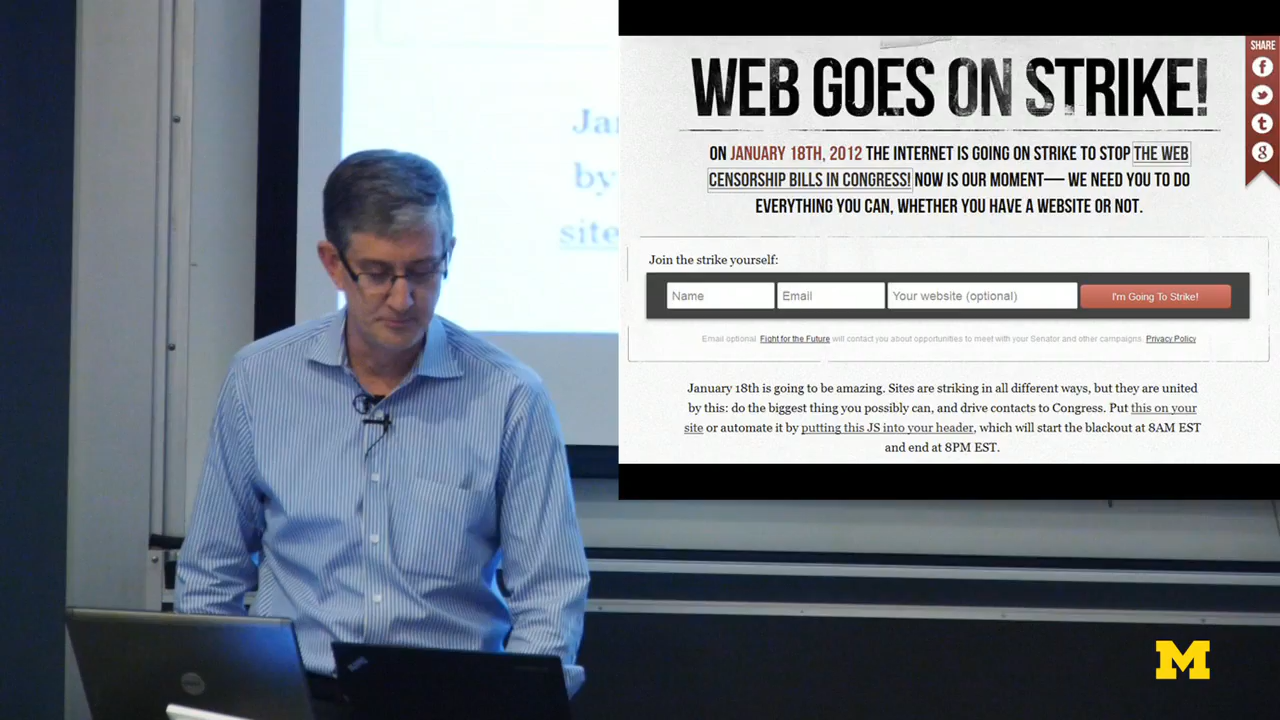 SHARE
WEB GOES ON STRIKE!
ON JANUARY 18TH, 2012 THE INTERNET IS GOING ON STRIKE TO STOP THE WEB
CENSORSHIP BILLS IN CONGRESS! NOW IS OUR MOMENT— WE NEED YOU TO DO
EVERYTHING YOU CAN, WHETHER YOU HAVE A WEBSITE OR NOT.
Join the strike yourself:
Name Email Your website (optional) I'm Going To Strike!
Email optional. Fight for the Future will contact you about opportunities to meet with your Senator and other campaigns. Privacy Policy
January 18th is going to be amazing. Sites are striking in all different ways, but they are united
by this: do the biggest thing you possibly can, and drive contacts to Congress. Put this on your
site or automate it by putting this JS into your header, which will start the blackout at 8AM EST
and end at 8PM EST.
Jan
by
site
DELL
M